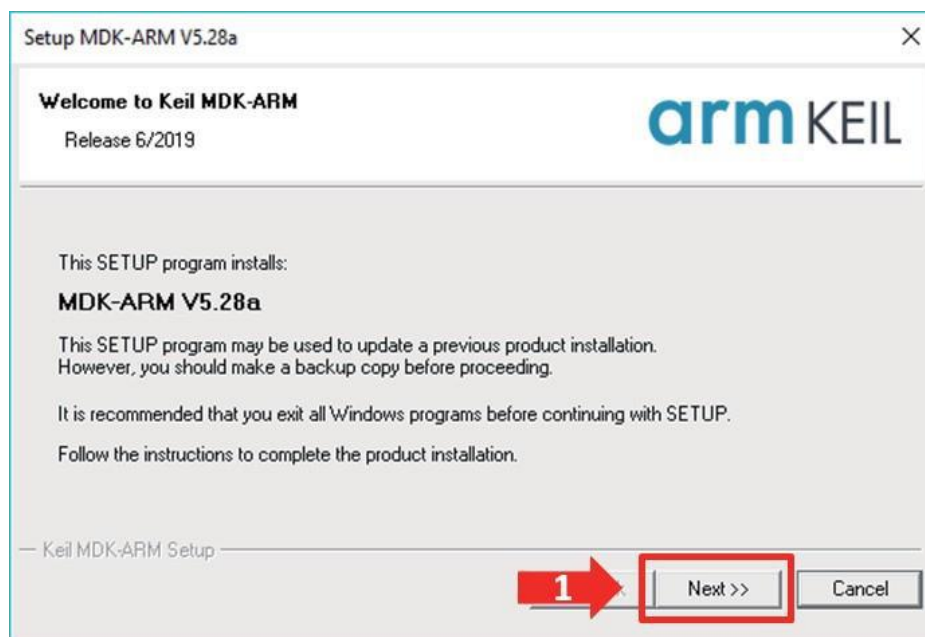 Setup MDK-ARM V5.28a
Welcome to Keil MDK-ARM
Release 6/2019
arm KEIL
This SETUP program installs:
MDK-ARM V5.28a
This SETUP program may be used to update a previous product installation.
However, you should make a backup copy before proceeding.
It is recommended that you exit all Windows programs before continuing with SETUP.
Follow the instructions to complete the product installation.
Keil MDK-ARM Setup
1 Next >> Cancel